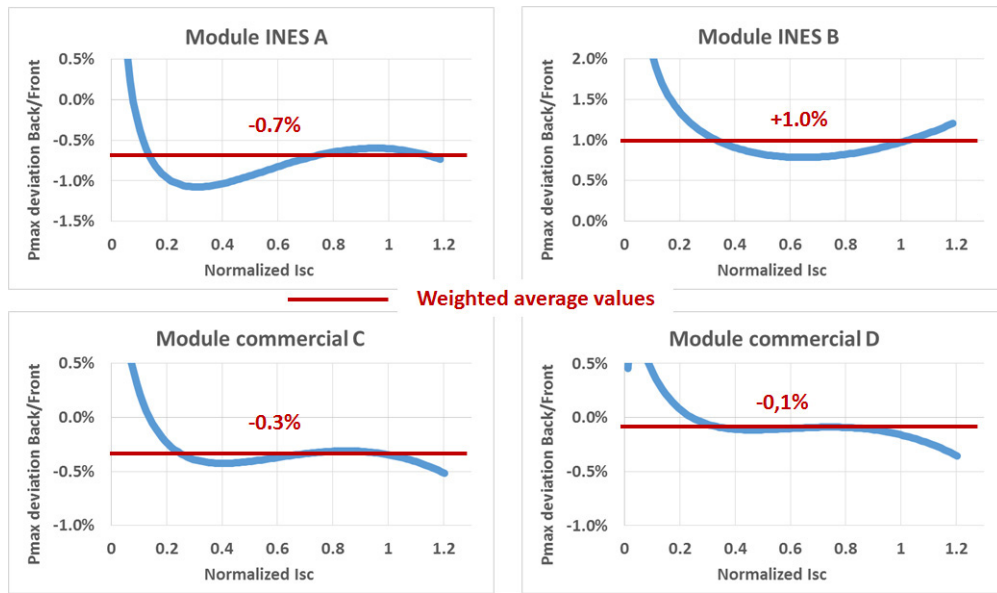 Module INES A
Pmax deviation Back/Front
0.5%
0.0%
-0.5%
-1.0%
-1.5%
-0.7%
0 0.2 0.4 0.6 0.8 1 1.2
Normalized Isc
Module INES B
Pmax deviation Back/Front
2.0%
1.5%
1.0%
0.5%
0.0%
+1.0%
0 0.2 0.4 0.6 0.8 1 1.2
Normalized Isc
Weighted average values
Module commercial C
Pmax deviation Back/Front
0.5%
0.0%
-0.5%
-1.0%
-0.3%
0 0.2 0.4 0.6 0.8 1 1.2
Normalized Isc
Module commercial D
Pmax deviation Back/Front
0.5%
0.0%
-0.5%
-1.0%
-0,1%
0 0.2 0.4 0.6 0.8 1 1.2
Normalized Isc